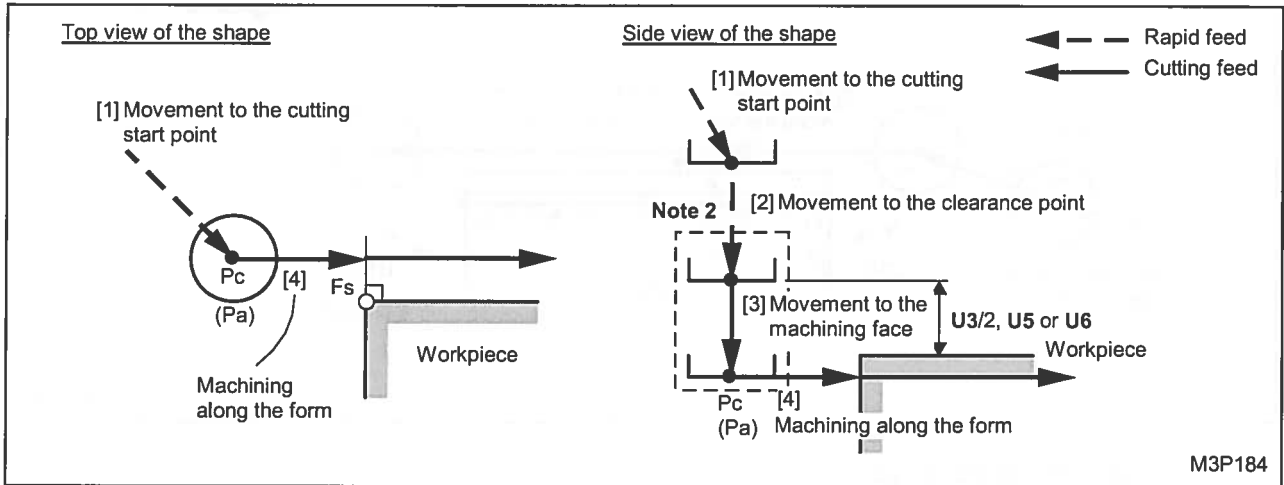 Top view of the shape
[1] Movement to the cutting
start point
Pc
(Pa)
[4]
Fs
Workpiece
Machining
along the form
Side view of the shape
[1] Movement to the cutting
start point
Note 2
[2] Movement to the clearance point
[3] Movement to the
machining face
U3/2, U5 or U6
Workpiece
Pc
(Pa)
[4]
Machining along the form
Rapid feed
Cutting feed
M3P184